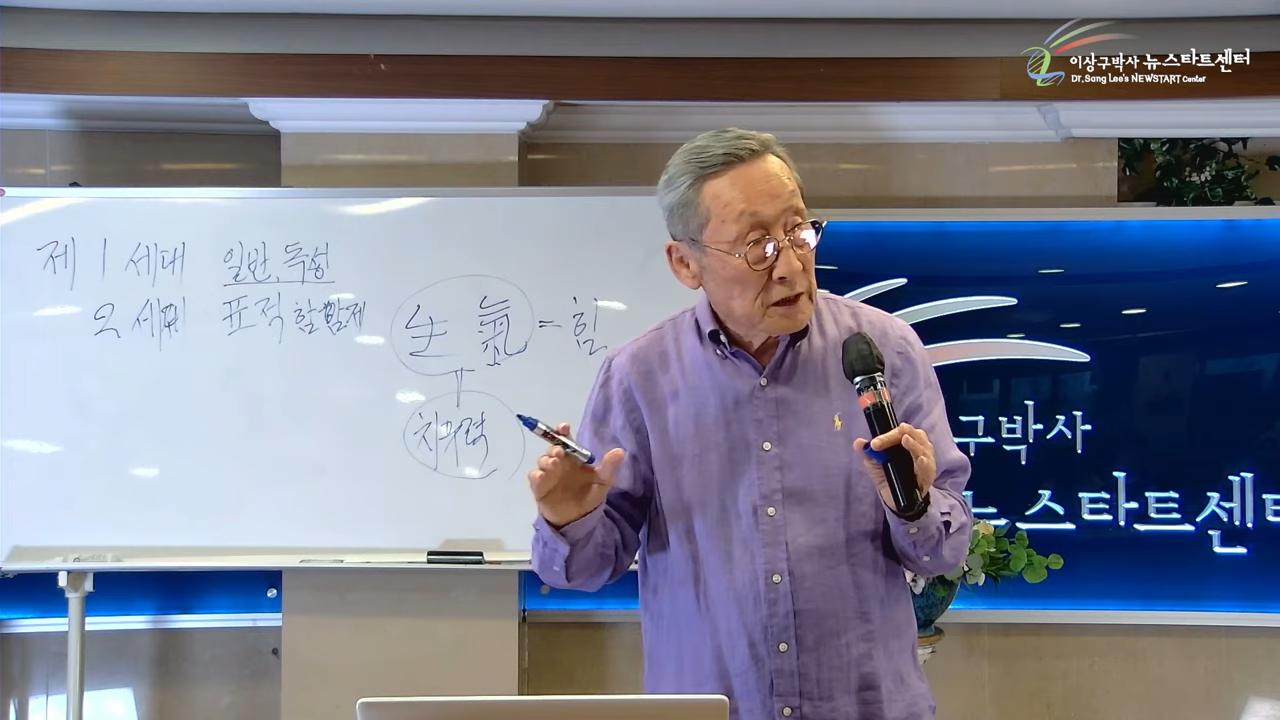 이상구박사 뉴스타트센터
Dr. Sang Lee's NEWSTART Center
제 1 세대 일반, 독성
2 세대 표적 항암제
生 氣 = 힘
치유력
구박사
뉴스타트센터